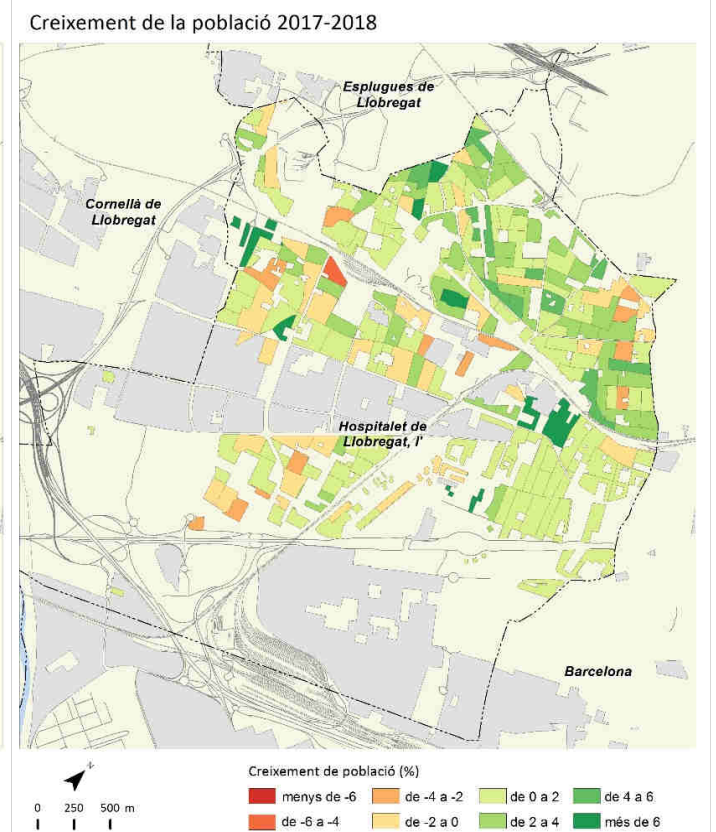 Creixement de la població 2017-2018
Esplugues de
Llobregat
Cornellà de
Llobregat
Hospitalet de
Llobregat, l'
Barcelona
N
0 250 500 m
Creixement de població (%)
menys de -6
de -4 a -2
de 0 a 2
de 4 a 6
de -6 a -4
de -2 a 0
de 2 a 4
més de 6